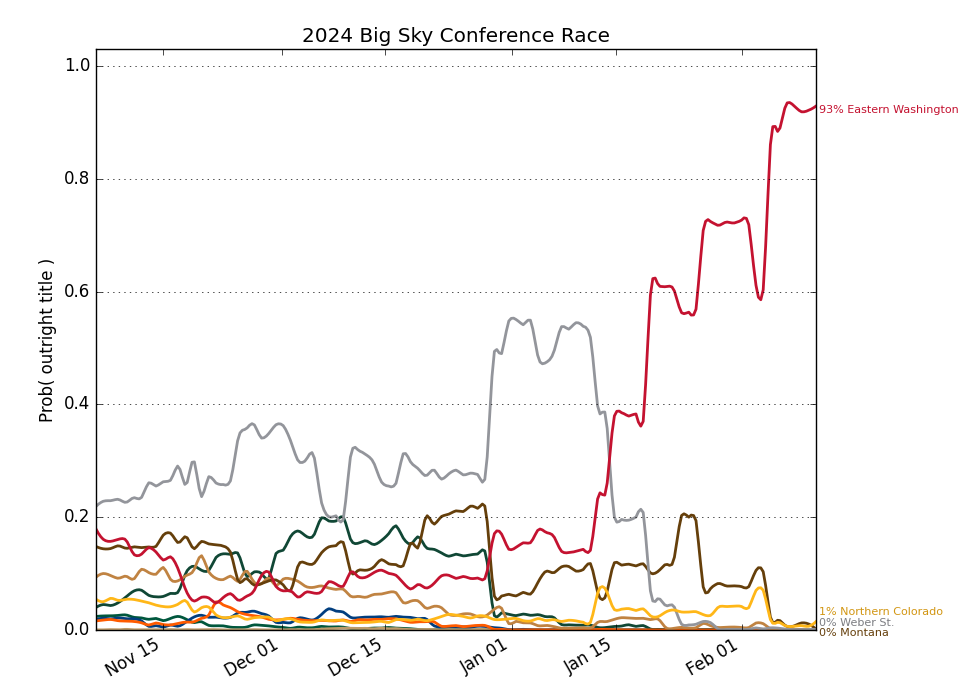 2024 Big Sky Conference Race
Prob( outright title )
1.0
0.8
0.6
0.4
0.2
0.0
Nov 15
Dec 01
Dec 15
Jan 01
Jan 15
Feb 01
93% Eastern Washington
1% Northern Colorado
0% Weber St.
0% Montana